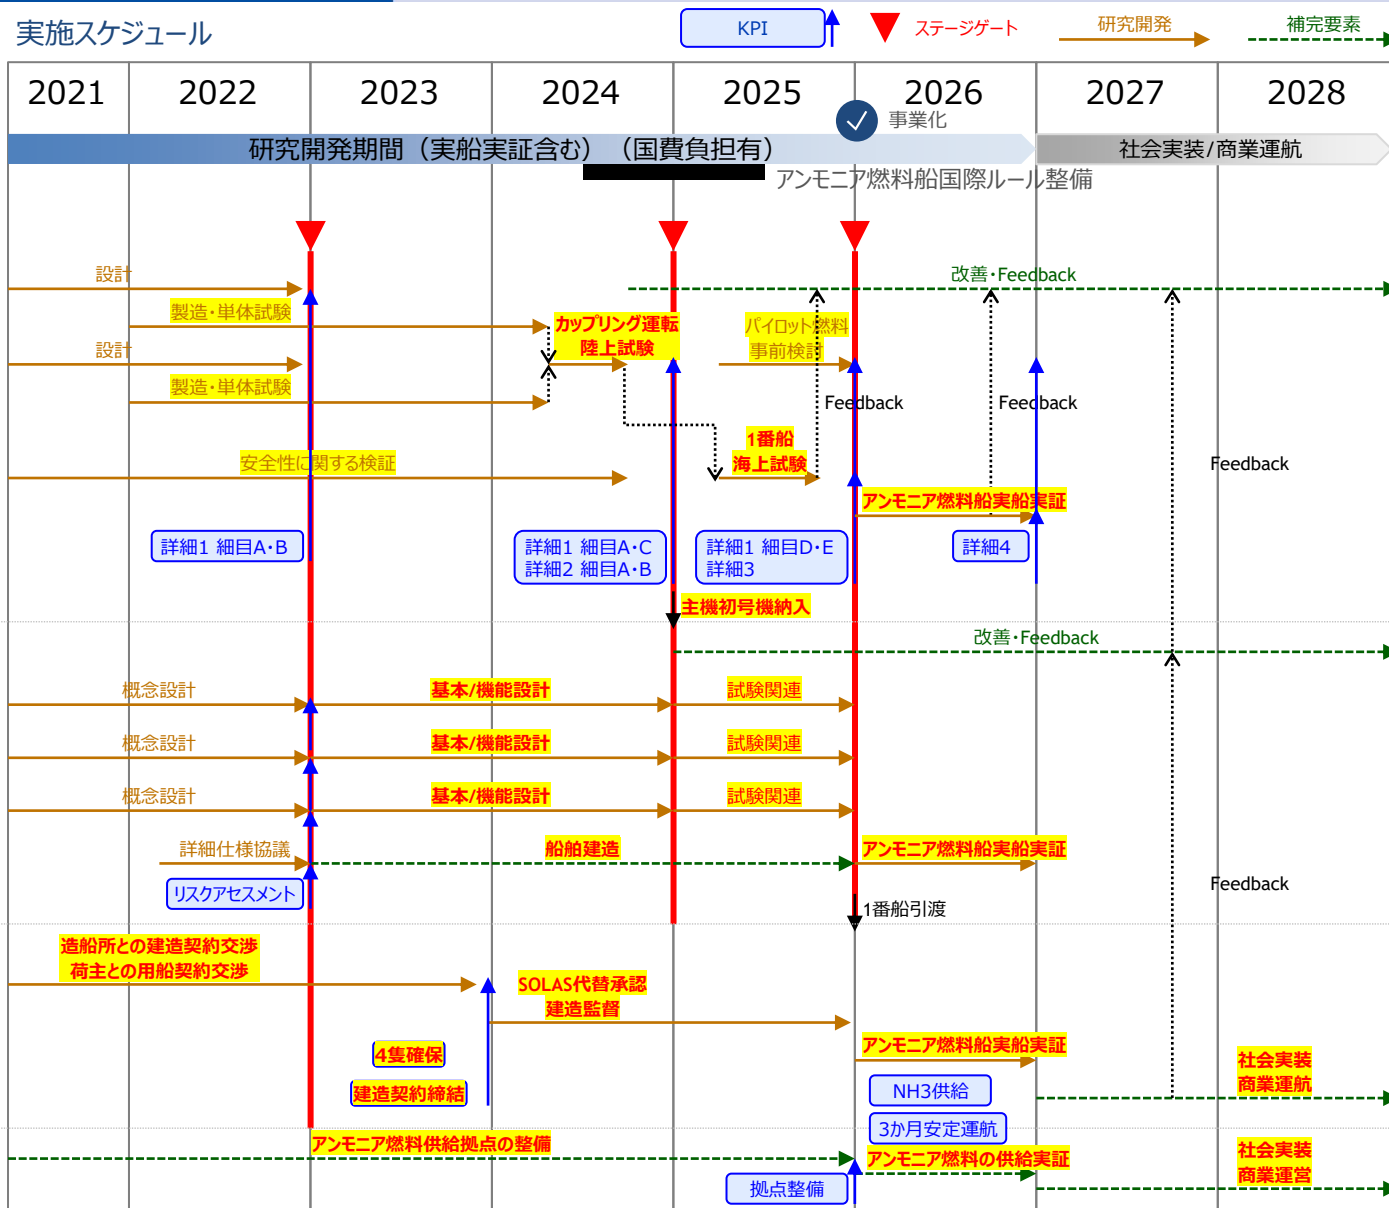 実施スケジュール
KPI
ステージゲート
研究開発
補完要素
2021
2022
2023
2024
2025
2026
2027
2028
事業化
研究開発期間（実船実証含む）（国費負担有）
社会実装/商業運航
アンモニア燃料船国際ルール整備
設計
改善・Feedback
製造・単体試験
カップリング運転
陸上試験
パイロット燃料
事前検討
設計
製造・単体試験
Feedback
Feedback
1番船
海上試験
安全性に関する検証
Feedback
アンモニア燃料船実船実証
詳細1 細目A・B
詳細1 細目A・C
詳細2 細目A・B
詳細1 細目D・E
詳細3
詳細4
主機初号機納入
改善・Feedback
概念設計
基本/機能設計
試験関連
概念設計
基本/機能設計
試験関連
概念設計
基本/機能設計
試験関連
詳細仕様協議
船舶建造
アンモニア燃料船実船実証
リスクアセスメント
Feedback
1番船引渡
造船所との建造契約交渉
荷主との用船契約交渉
SOLAS代替承認
建造監督
4隻確保
アンモニア燃料船実船実証
社会実装
商業運航
建造契約締結
NH3供給
3か月安定運航
アンモニア燃料供給拠点の整備
アンモニア燃料の供給実証
社会実装
商業運営
拠点整備